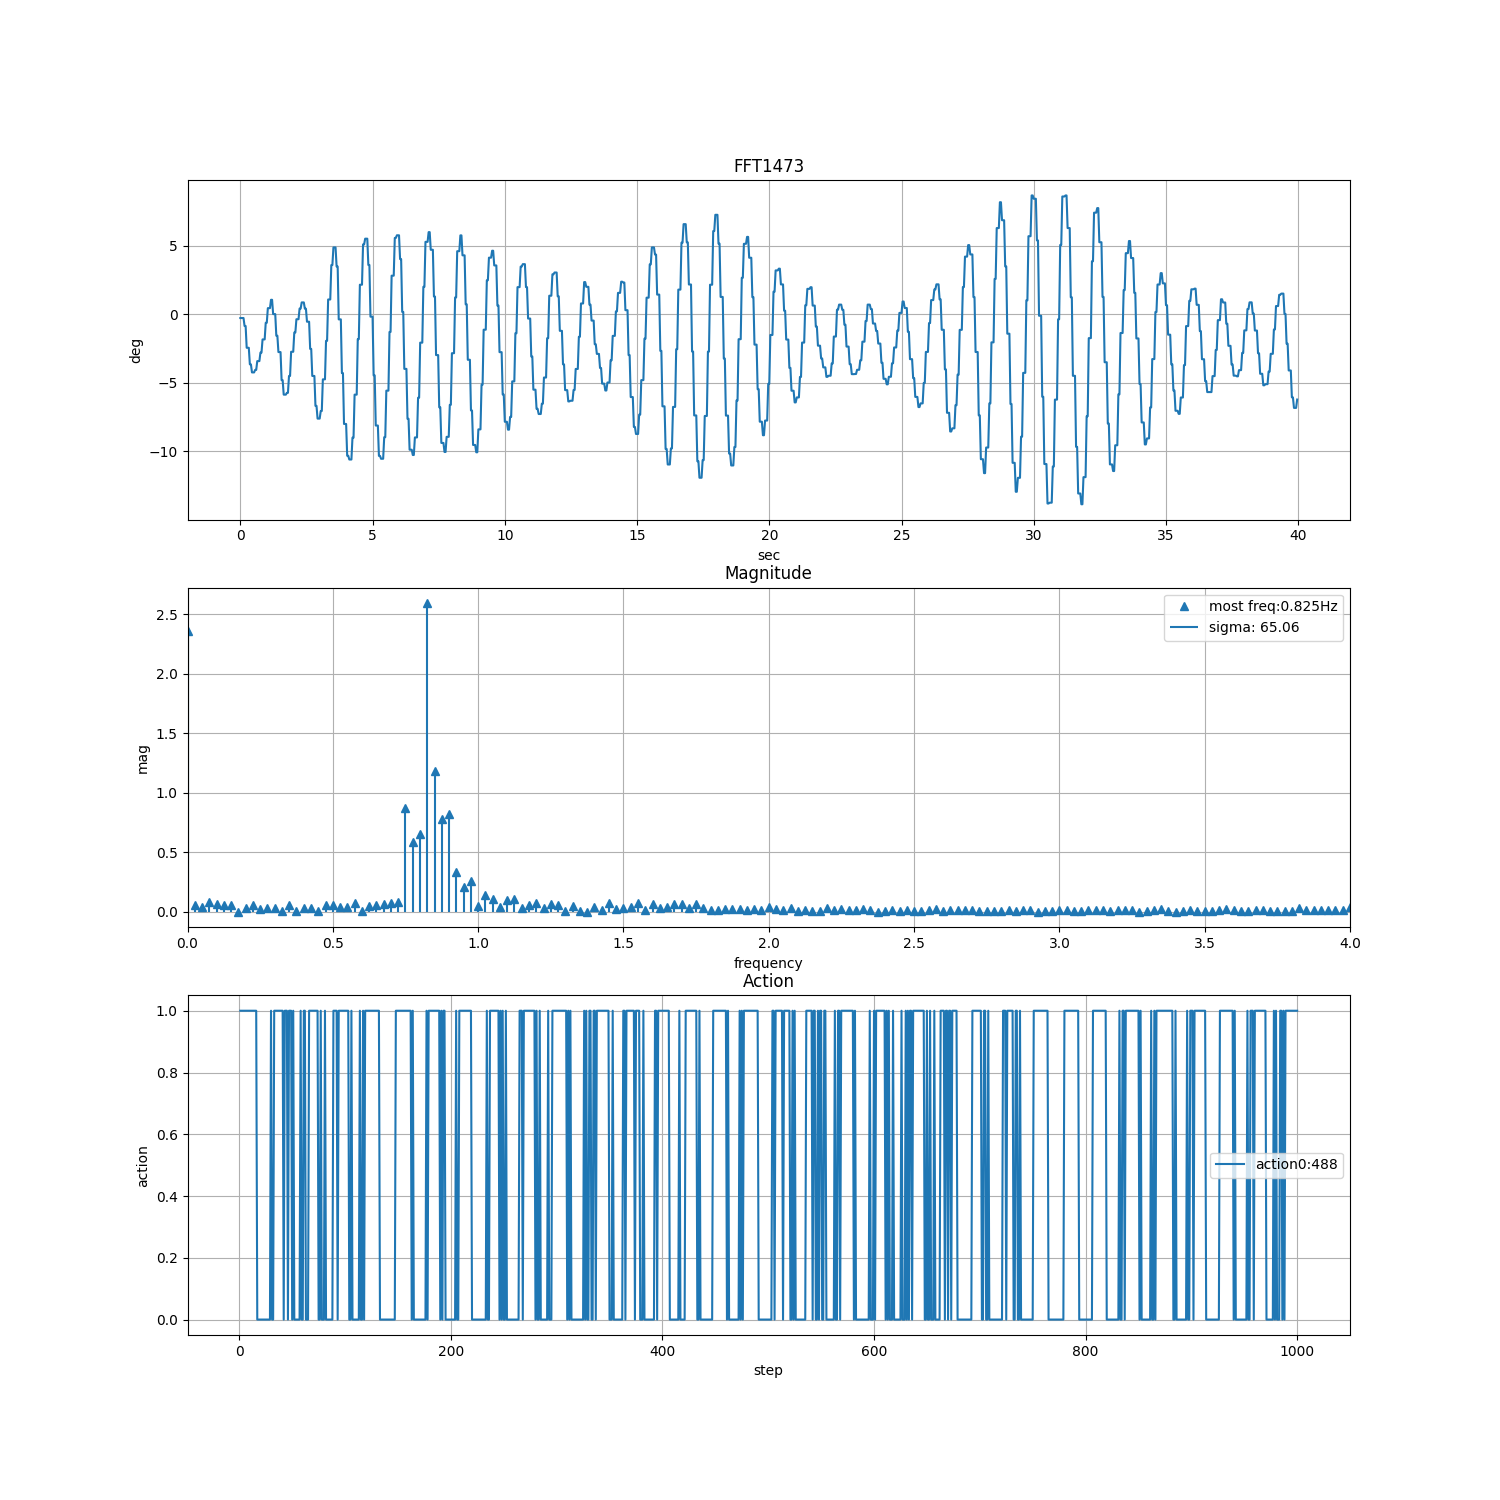 FFT1473
5
0
−5
−10
deg
0 5 10 15 20 25 30 35 40
sec
Magnitude
2.5
2.0
1.5
1.0
0.5
0.0
mag
most freq:0.825Hz
sigma: 65.06
0.0 0.5 1.0 1.5 2.0 2.5 3.0 3.5 4.0
frequency
Action
1.0
0.8
0.6
0.4
0.2
0.0
action
action0:488
0 200 400 600 800 1000
step